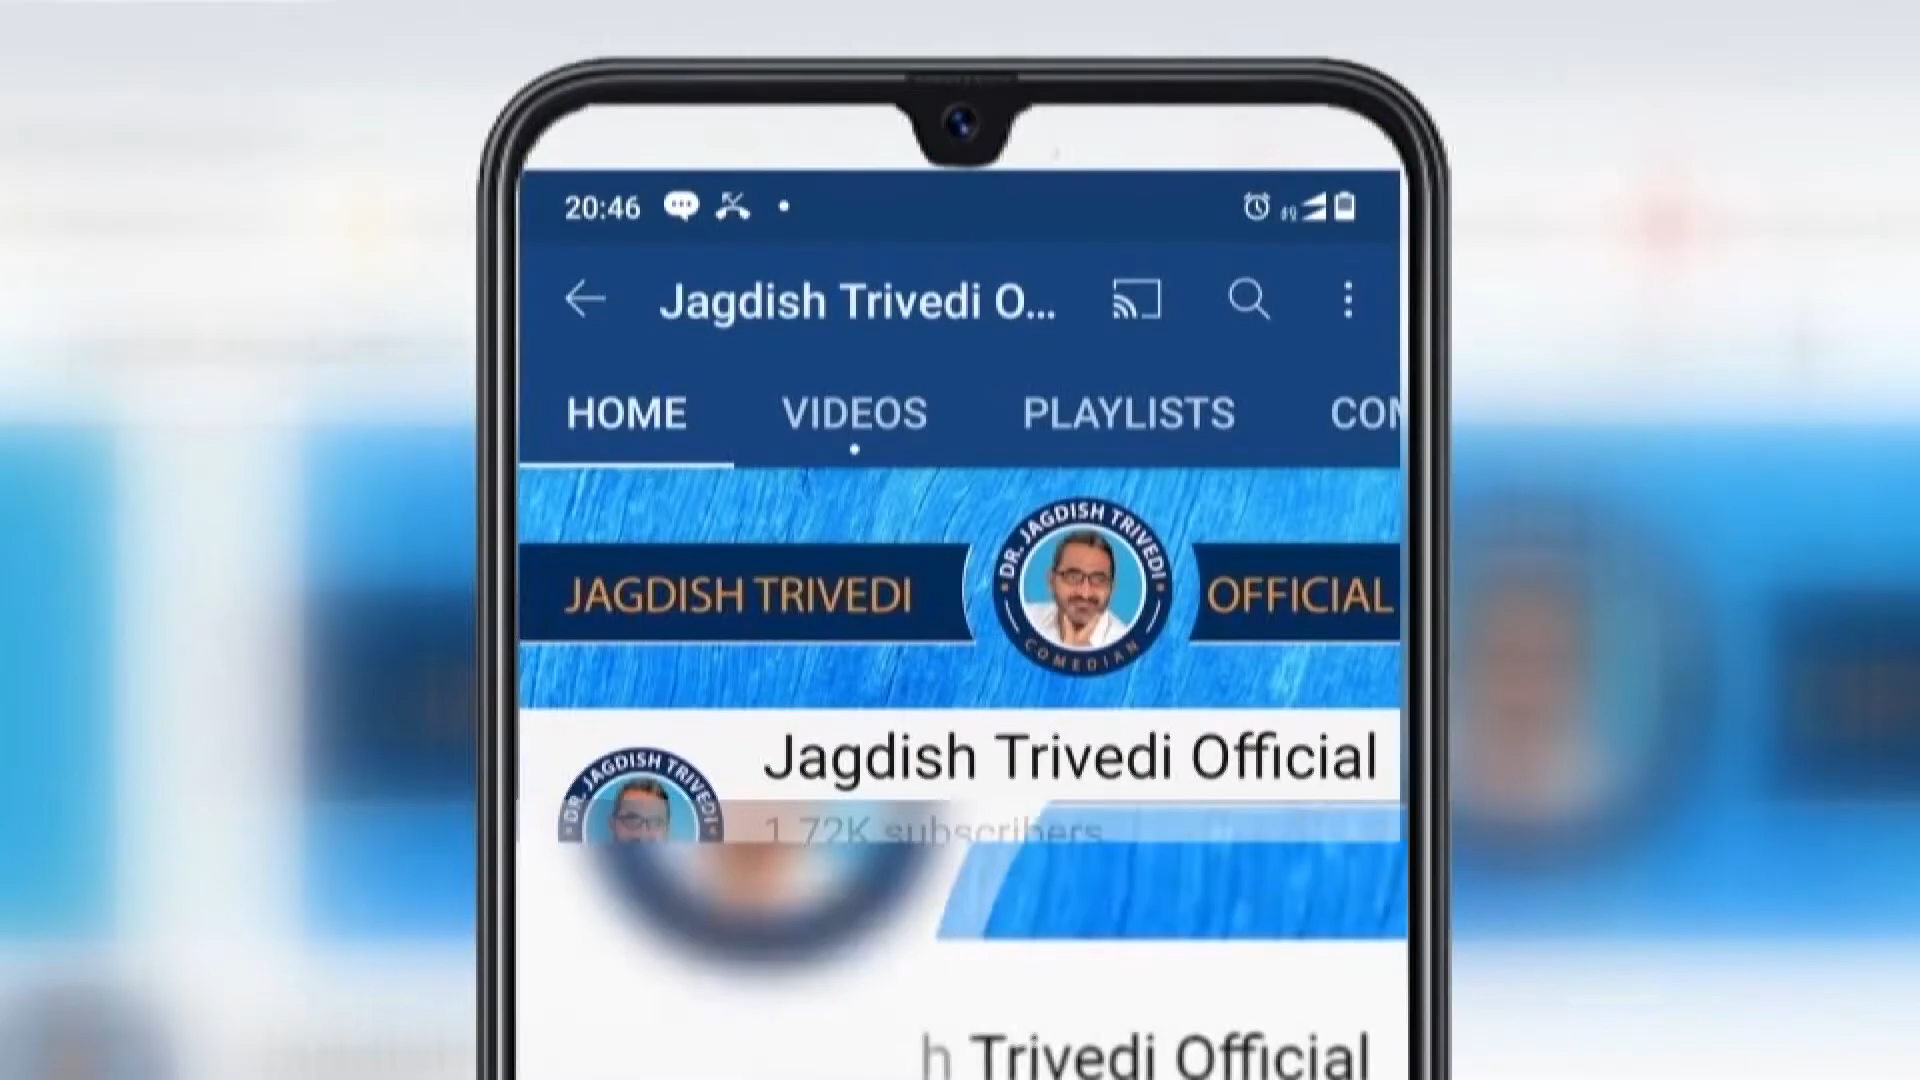 20:46
Jagdish Trivedi O...
HOME VIDEOS PLAYLISTS CON
JAGDISH TRIVEDI OFFICIAL
DR. JAGDISH TRIVEDI
COMEDIAN
Jagdish Trivedi Official
DR. JAGDISH TRIVEDI
1.72K subscribers
h Trivedi Official